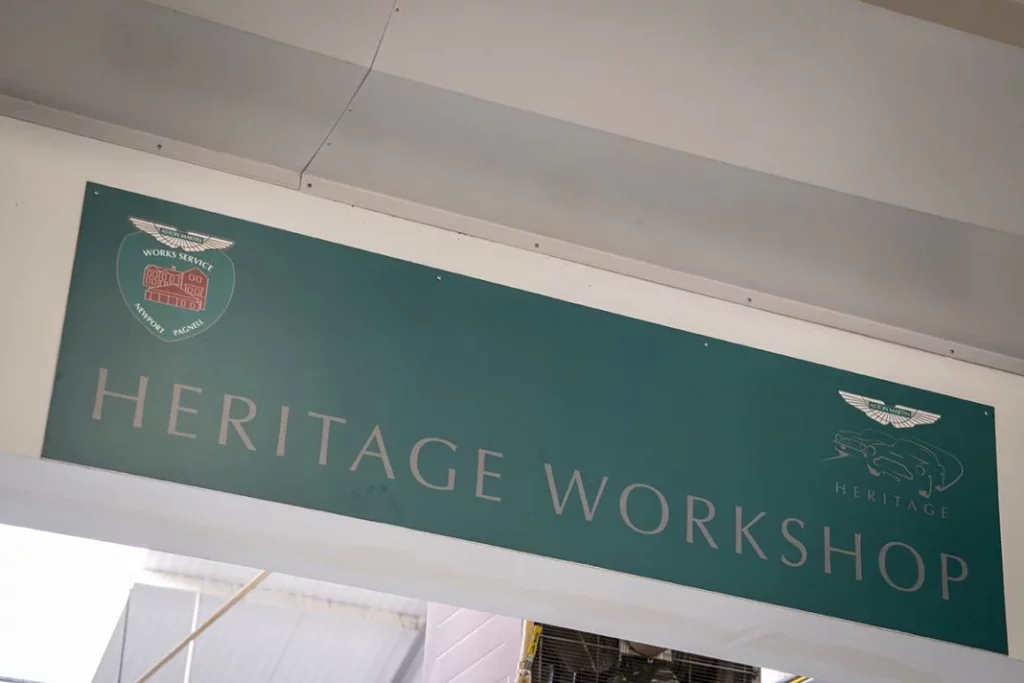 ASTON MARTIN
WORKS SERVICE
NEWPORT PAGNELL
HERITAGE WORKSHOP
ASTON MARTIN
HERITAGE